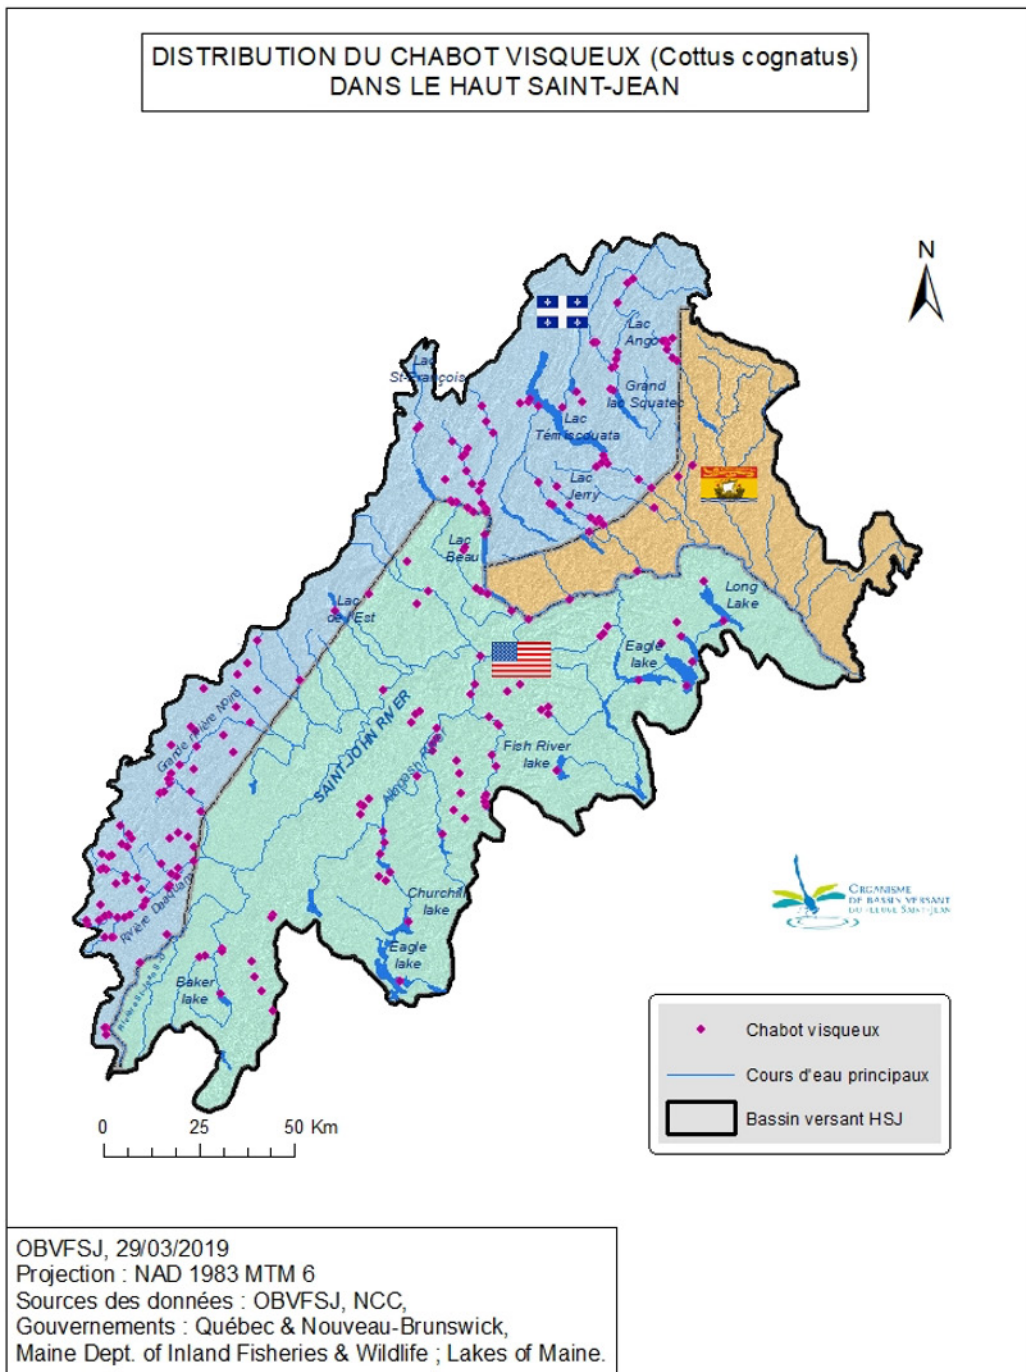 DISTRIBUTION DU CHABOT VISQUEUX (Cottus cognatus)
DANS LE HAUT SAINT-JEAN
N
Lac
Ango
Lac
St-François
Grand
lac Squatec
Lac
Témiscouata
Lac
Jerry
Lac
Beau
Long
Lake
Lac
de l'Est
Eagle
lake
Grande rivière Noire
SAINT JOHN RIVER
Fish River
lake
Churchill
lake
Rivière Daaquam
Eagle
lake
Baker
lake
ORGANISME
DE BASSIN VERSANT
DU FLEUVE SAINT-JEAN
Chabot visqueux
Cours d'eau principaux
Bassin versant HSJ
0 25 50 Km
OBVFSJ, 29/03/2019
Projection : NAD 1983 MTM 6
Sources des données : OBVFSJ, NCC,
Gouvernements : Québec & Nouveau-Brunswick,
Maine Dept. of Inland Fisheries & Wildlife ; Lakes of Maine.